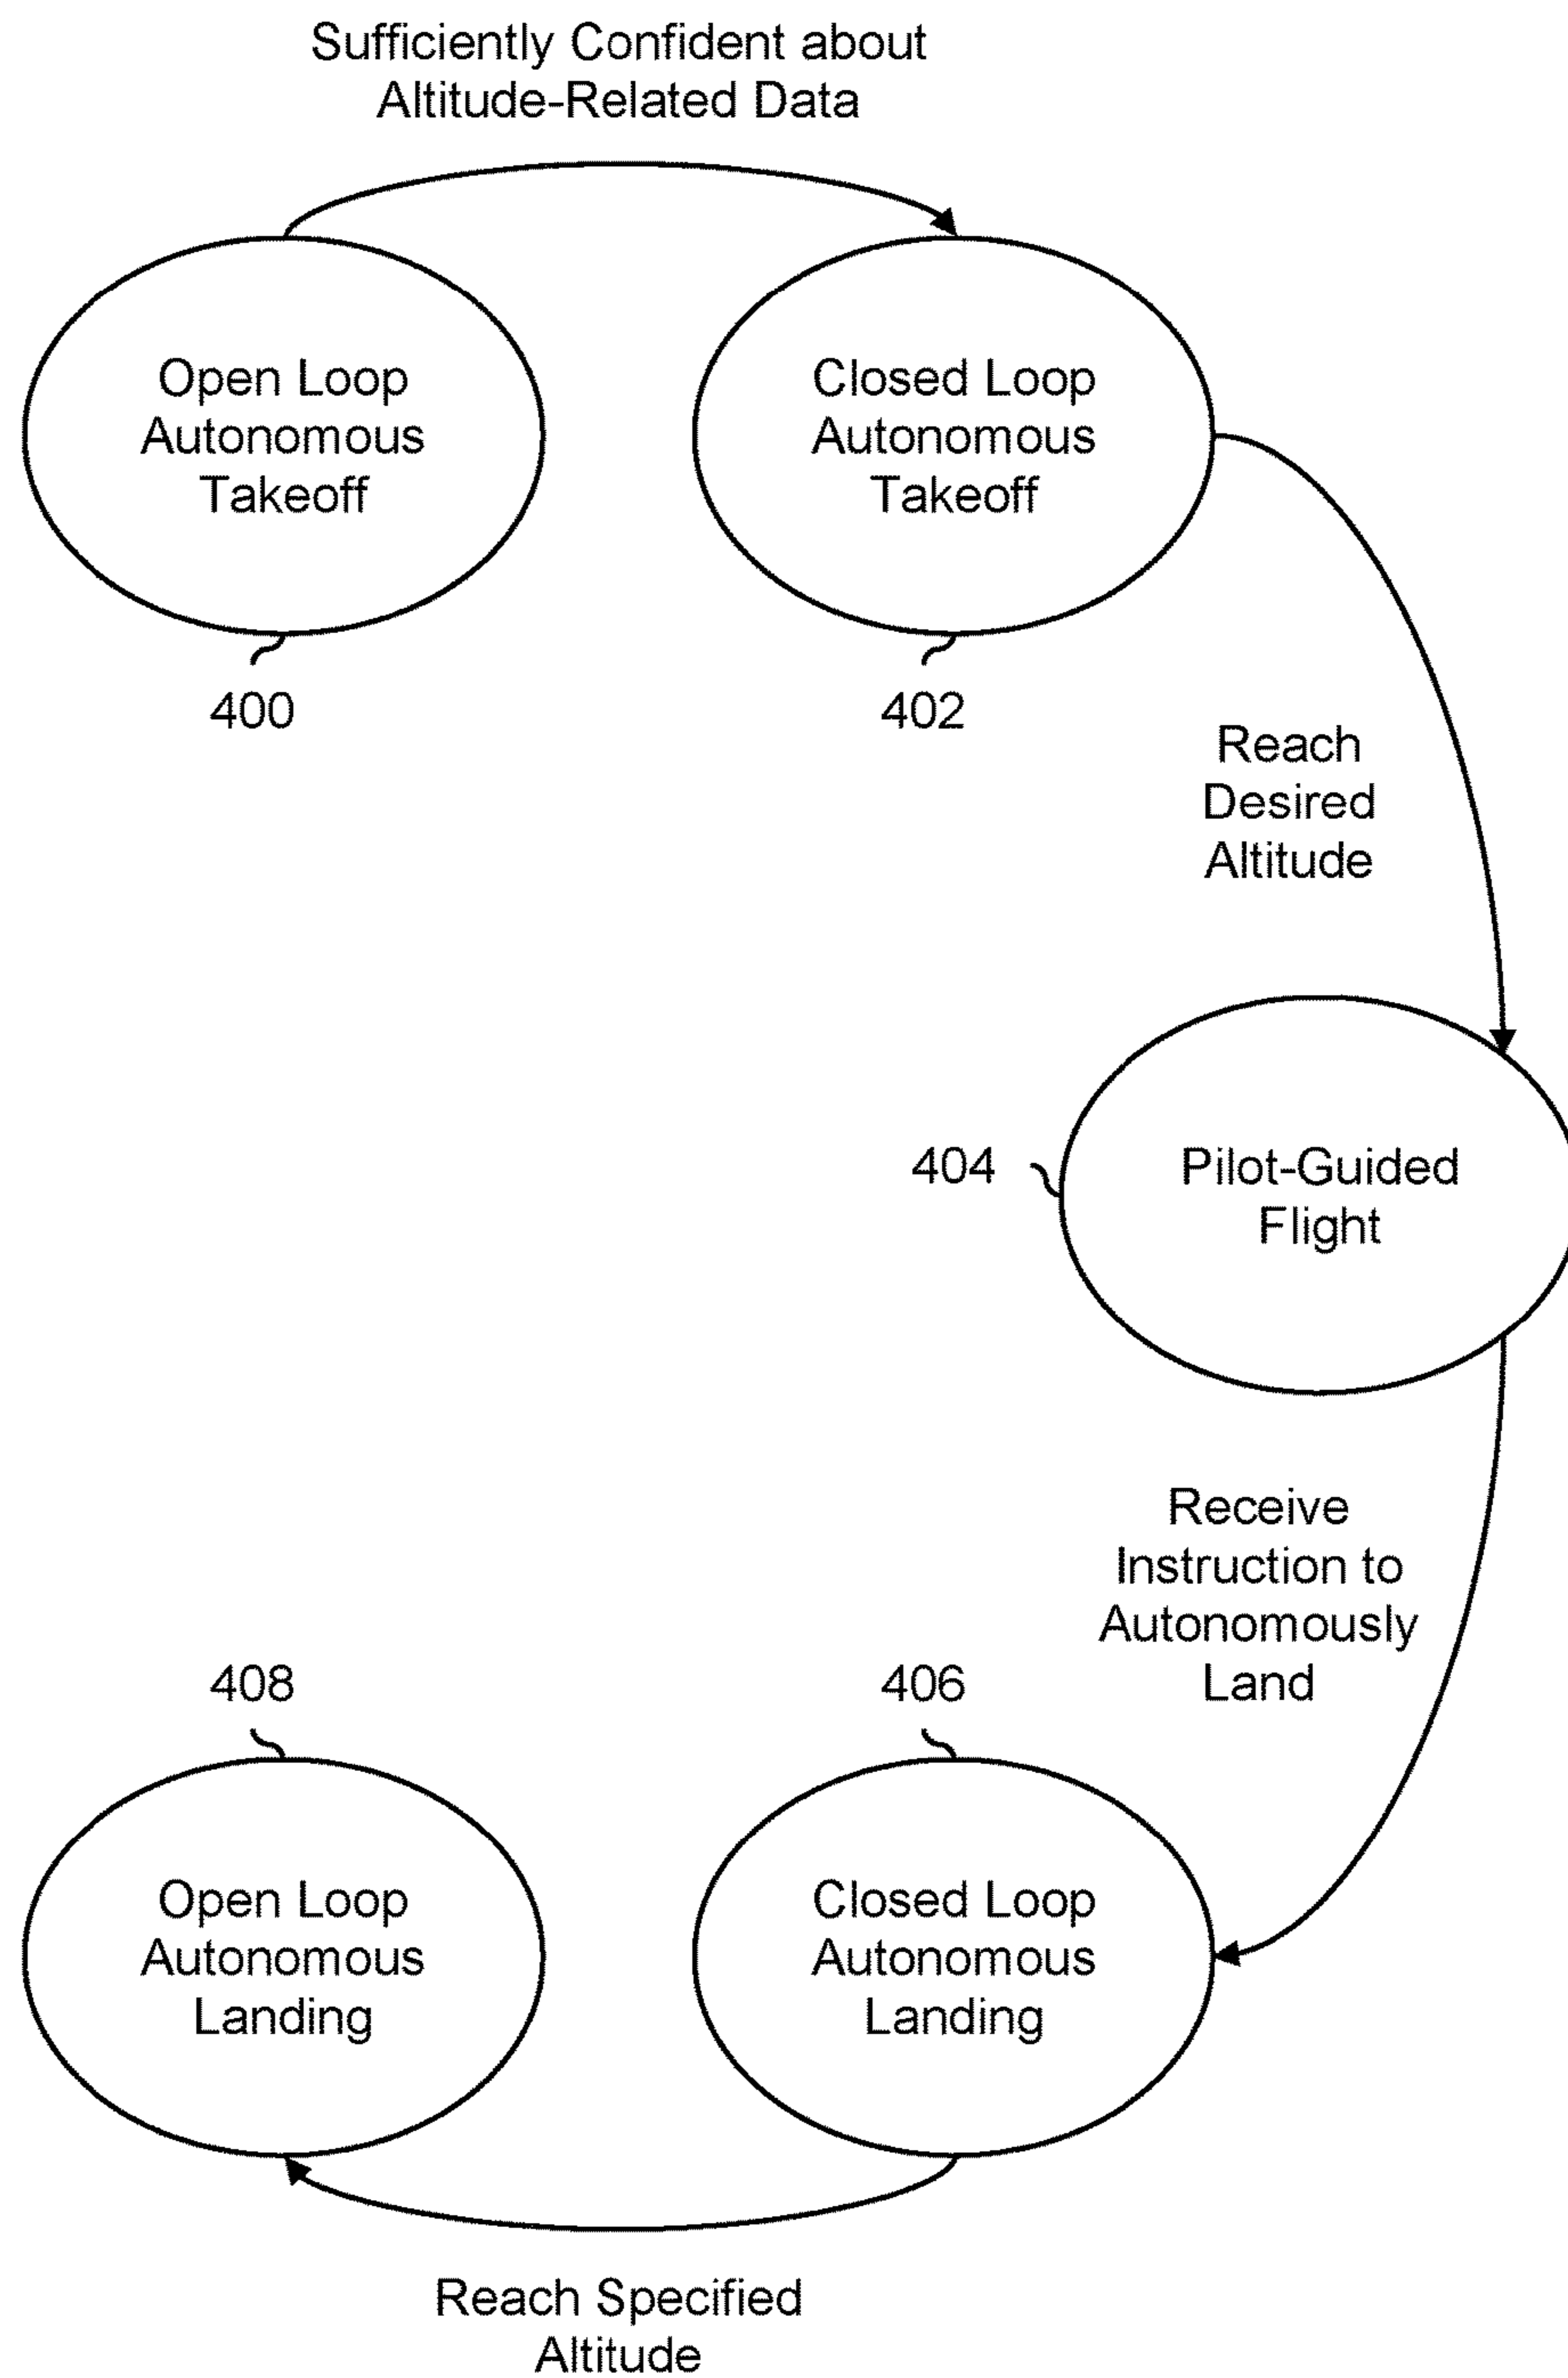 Sufficiently Confident about
Altitude-Related Data
Open Loop
Autonomous
Takeoff
400
Closed Loop
Autonomous
Takeoff
402
Reach
Desired
Altitude
404
Pilot-Guided
Flight
Receive
Instruction to
Autonomously
Land
406
Closed Loop
Autonomous
Landing
408
Open Loop
Autonomous
Landing
Reach Specified
Altitude